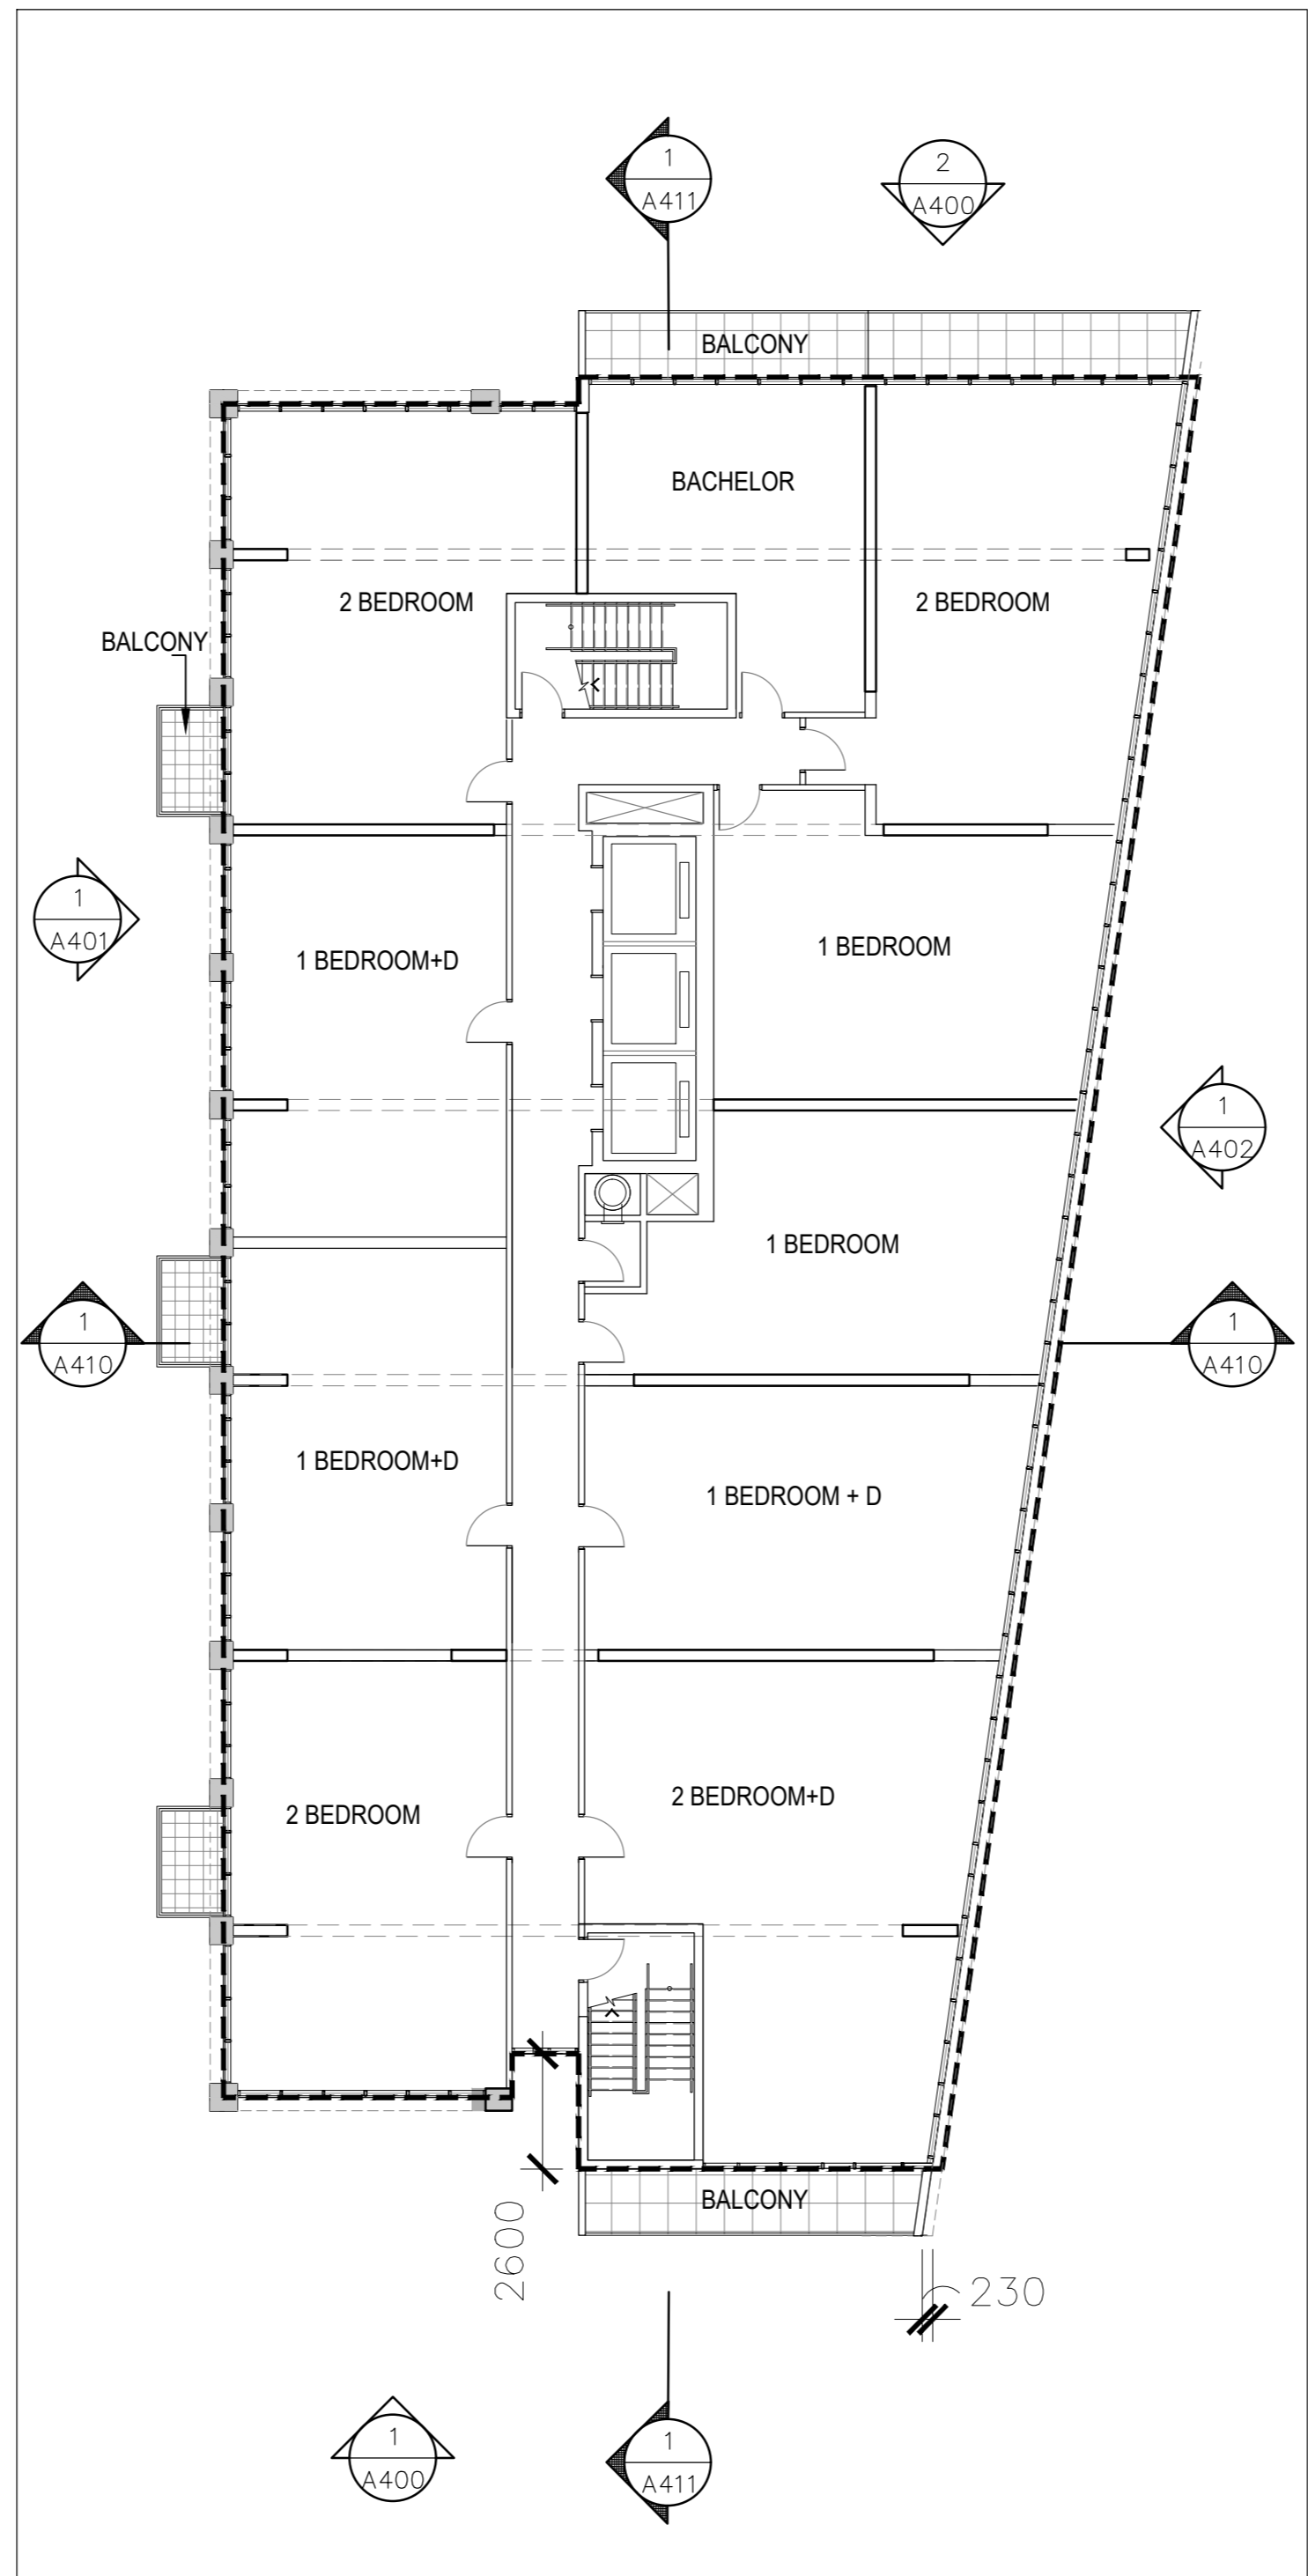 1
A411
2
A400
BALCONY
BACHELOR
2 BEDROOM
2 BEDROOM
BALCONY
1
A401
1 BEDROOM+D
1 BEDROOM
1
A402
1 BEDROOM
1
A410
1
A410
1 BEDROOM+D
1 BEDROOM + D
2 BEDROOM+D
2 BEDROOM
BALCONY
2600
230
1
A400
1
A411